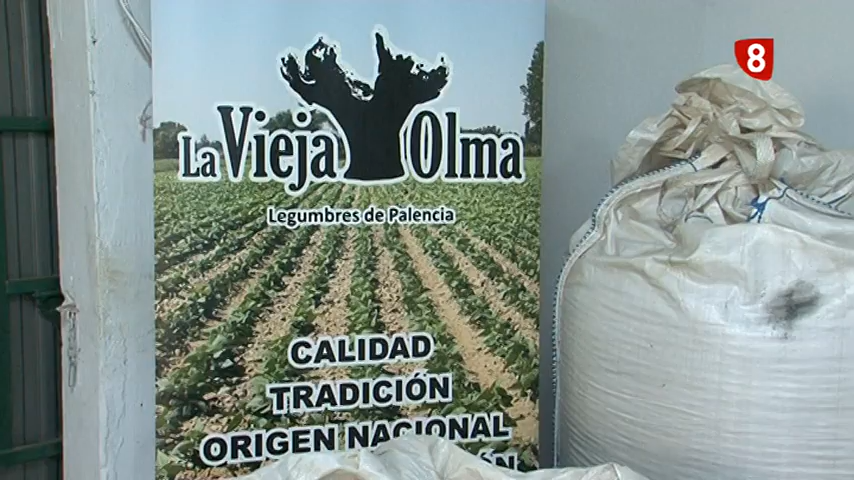 8
La Vieja Olma
Legumbres de Palencia
CALIDAD
TRADICIÓN
ORIGEN NACIONAL